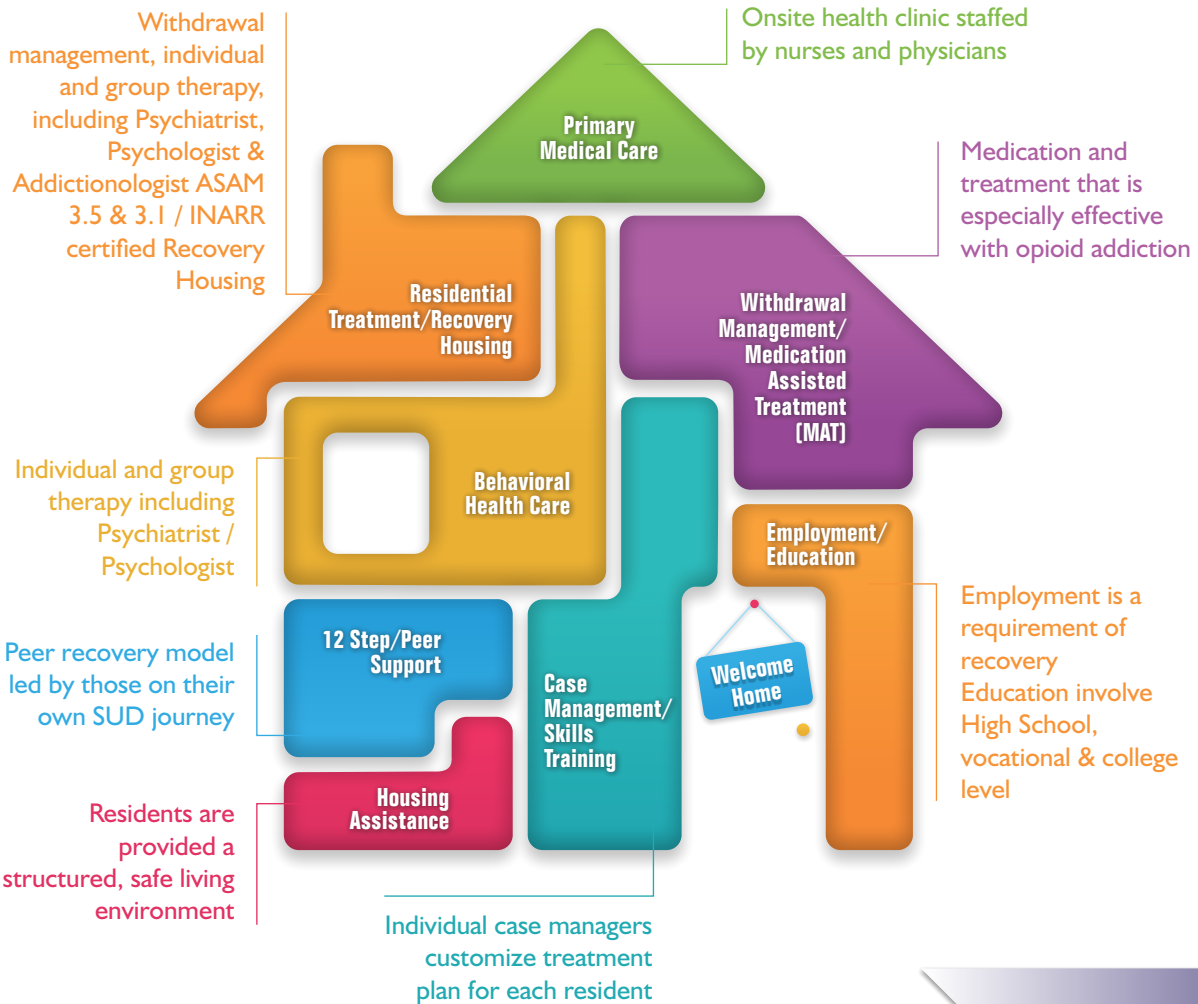 Withdrawal
management, individual
and group therapy,
including Psychiatrist,
Psychologist &
Addictionologist ASAM
3.5 & 3.1 / INARR
certified Recovery
Housing
Onsite health clinic staffed
by nurses and physicians
Primary
Medical Care
Medication and
treatment that is
especially effective
with opioid addiction
Residential
Treatment/Recovery
Housing
Withdrawal
Management/
Medication
Assisted
Treatment
(MAT)
Individual and group
therapy including
Psychiatrist /
Psychologist
Behavioral
Health Care
Employment/
Education
Employment is a
requirement of
recovery
Education involve
High School,
vocational & college
level
Peer recovery model
led by those on their
own SUD journey
12 Step/Peer
Support
Case
Management/
Skills
Training
Welcome
Home
Residents are
provided a
structured, safe living
environment
Housing
Assistance
Individual case managers
customize treatment
plan for each resident